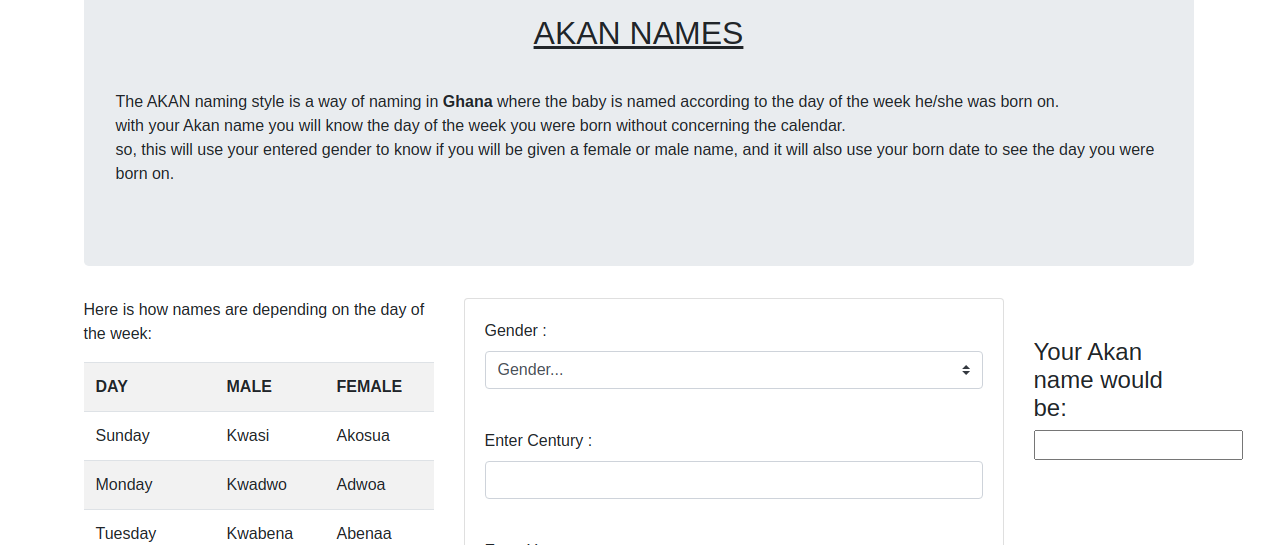 AKAN NAMES
The AKAN naming style is a way of naming in Ghana where the baby is named according to the day of the week he/she was born on.
with your Akan name you will know the day of the week you were born without concerning the calendar.
so, this will use your entered gender to know if you will be given a female or male name, and it will also use your born date to see the day you were
born on.
Here is how names are depending on the day of
the week:
DAY MALE FEMALE
Sunday Kwasi Akosua
Monday Kwadwo Adwoa
Tuesday Kwabena Abenaa
Gender :
Gender...
Enter Century :
Your Akan
name would
be: